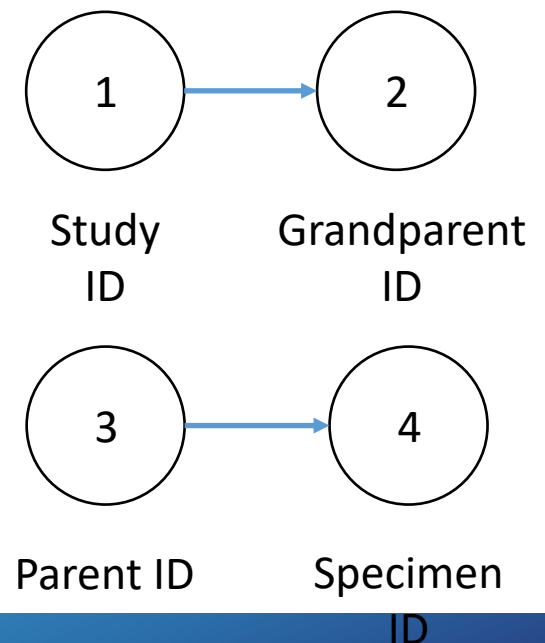 1 2
Study Grandparent
ID ID
3 4
Parent ID Specimen
ID